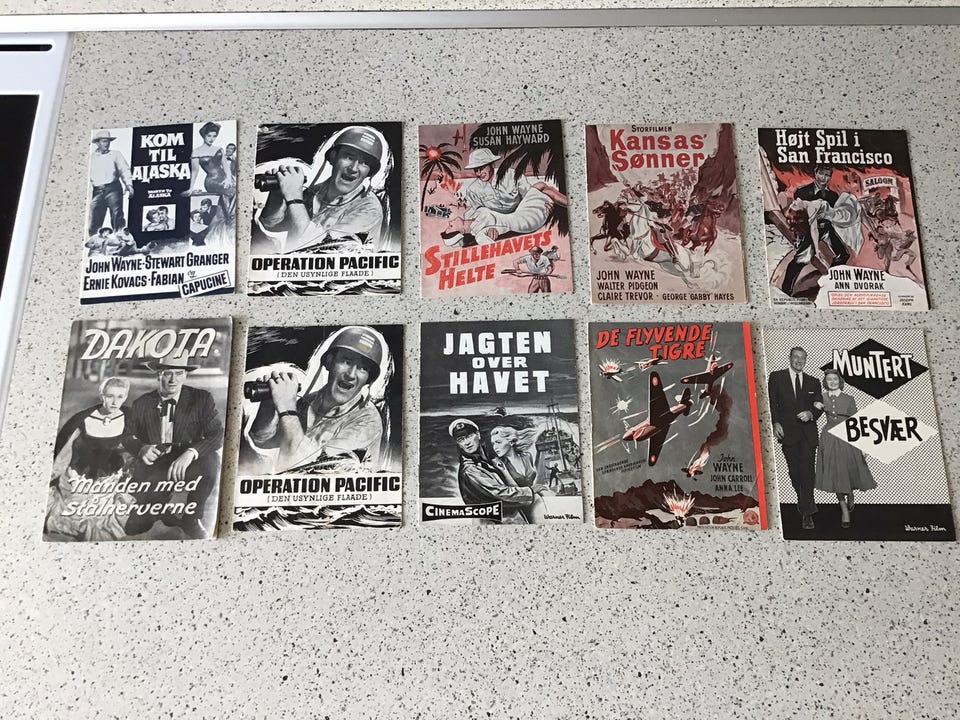 KOM
TIL
ALASKA
NORTH TO
ALASKA
JOHN WAYNE·STEWART GRANGER
ERNIE KOVACS·FABIAN og
CAPUCINE
OPERATION PACIFIC
(DEN USYNLIGE FLAADE)
JOHN WAYNE
SUSAN HAYWARD
STILLEHAVETS
HELTE
STORFILMEN
Kansas'
Sønner
JOHN WAYNE
WALTER PIDGEON
CLAIRE TREVOR · GEORGE GABBY HAYES
Højt Spil i
San Francisco
SALOON
JOHN WAYNE
ANN DVORAK
DAKOTA
Manden med
Stålnerverne
OPERATION PACIFIC
(DEN USYNLIGE FLAADE)
JAGTEN
OVER
HAVET
CINEMASCOPE
Warner Film
DE FLYVENDE
TIGRE
John
WAYNE
JOHN CARROLL
ANNA LEE
MUNTERT
BESVÆR
Warner Film